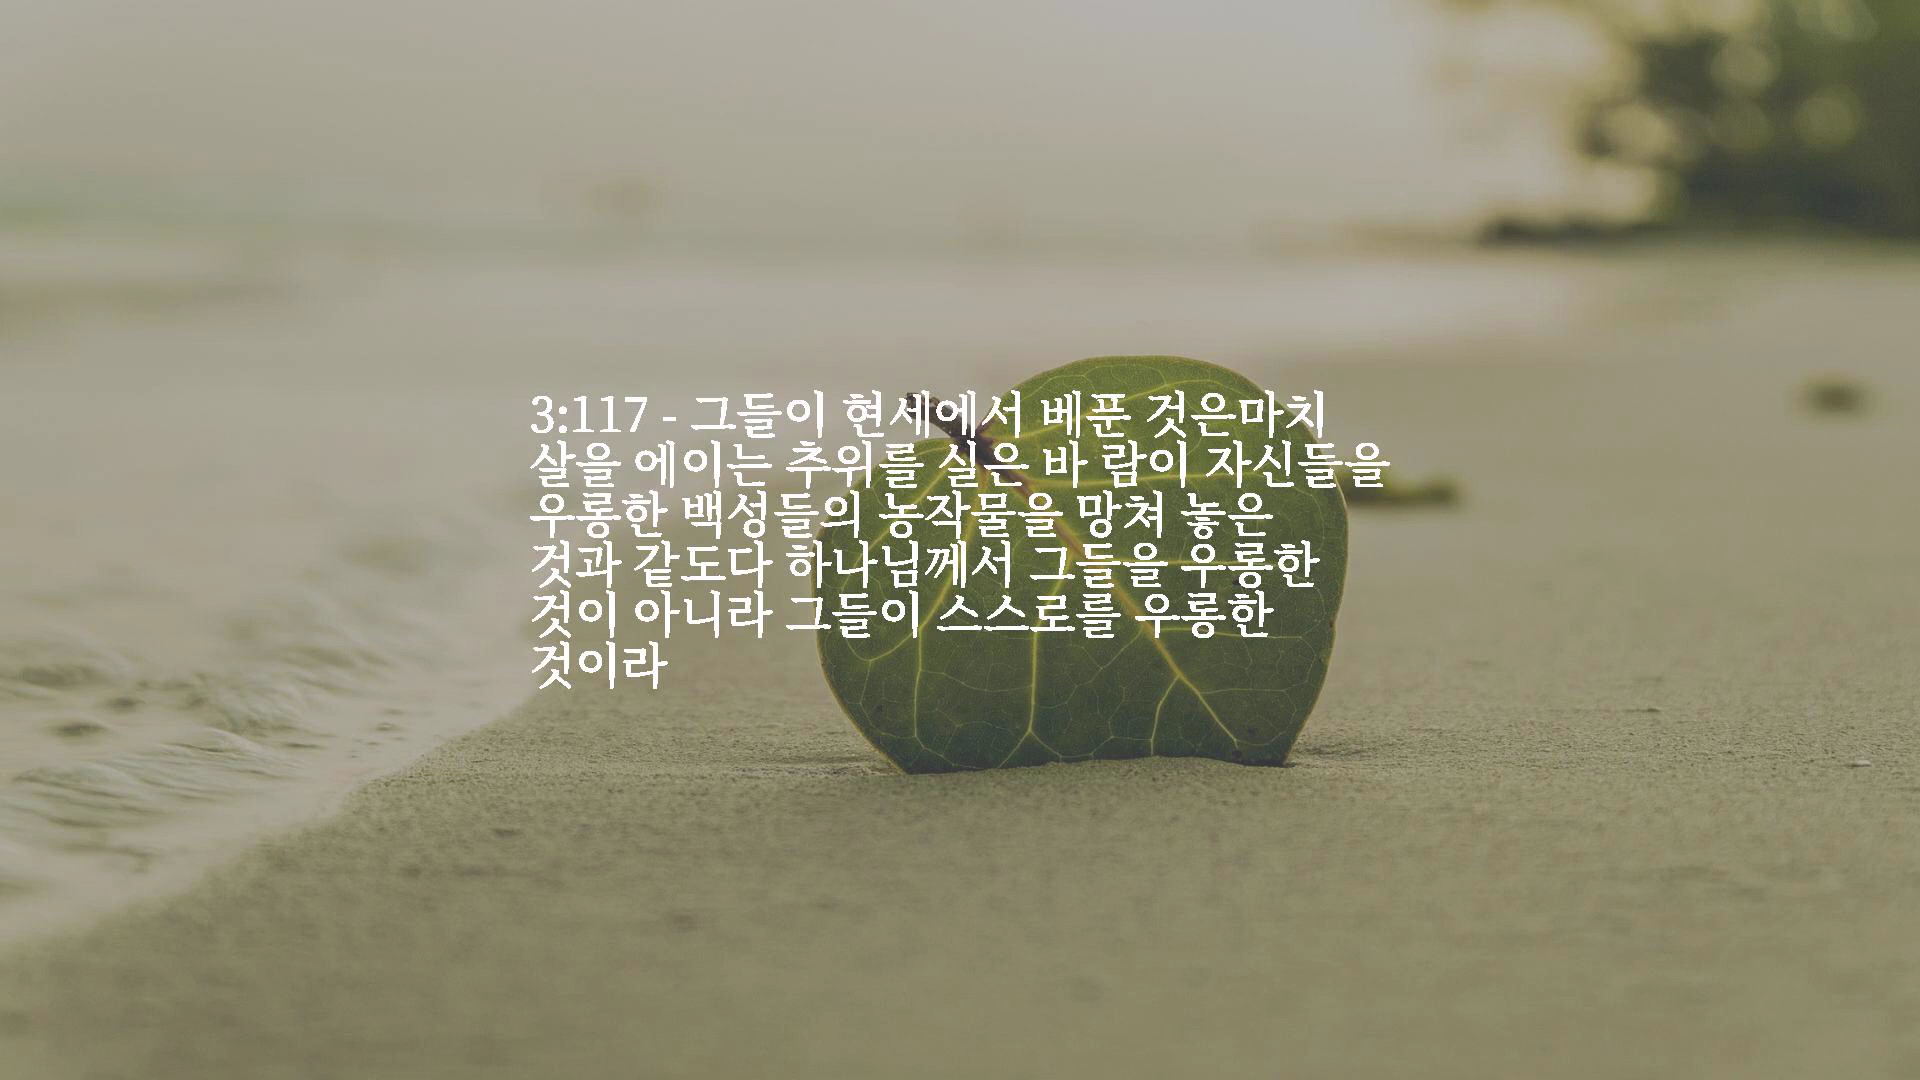 3:117 - 그들이 현세에서 베푼 것은마치
살을 에이는 추위를 실은 바 람이 자신들을
우롱한 백성들의 농작물을 망쳐 놓은
것과 같도다 하나님께서 그들을 우롱한
것이 아니라 그들이 스스로를 우롱한
것이라